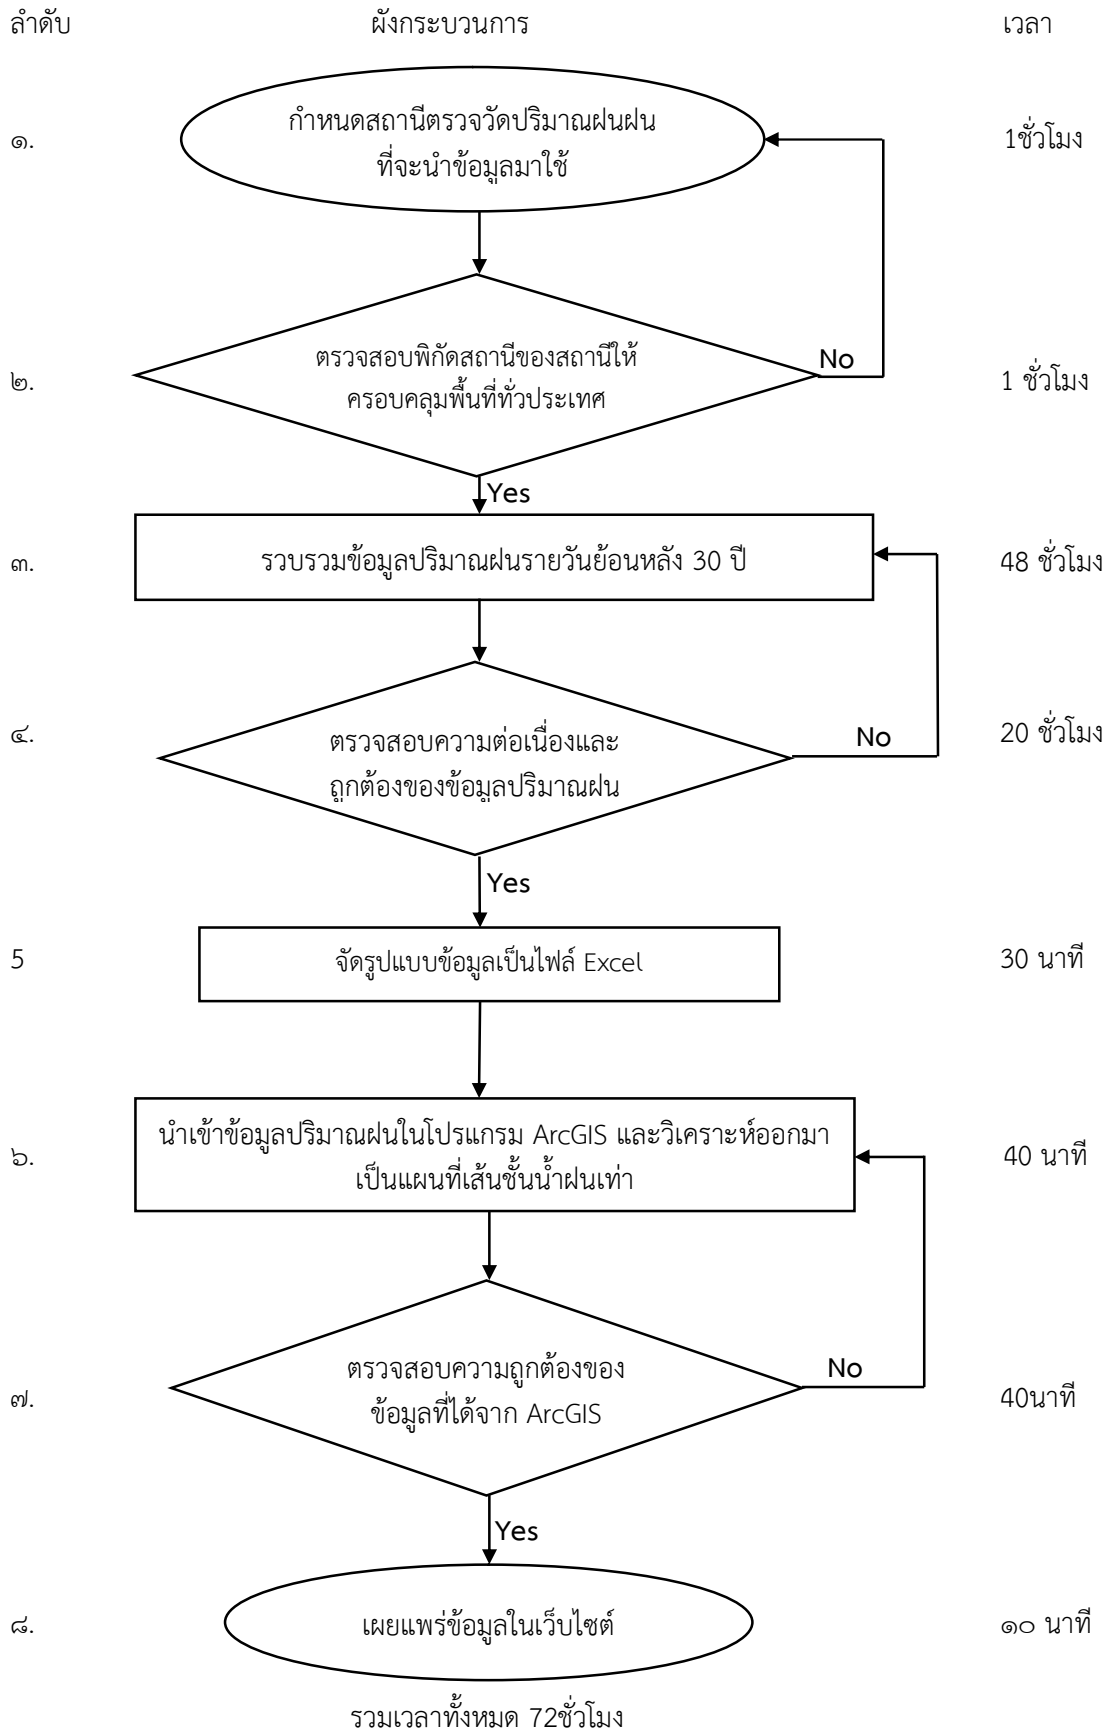 ลำดับ ผังกระบวนการ เวลา
กำหนดสถานีตรวจวัดปริมาณฝนฝน
๑. ที่จะนำข้อมูลมาใช้ 1ชั่วโมง
ตรวจสอบพิกัดสถานีของสถานีให้ No
๒. ครอบคลุมพื้นที่ทั่วประเทศ 1 ชั่วโมง
Yes
๓. รวบรวมข้อมูลปริมาณฝนรายวันย้อนหลัง 30 ปี 48 ชั่วโมง
๔. ตรวจสอบความต่อเนื่องและ No 20 ชั่วโมง
ถูกต้องของข้อมูลปริมาณฝน
Yes
5 จัดรูปแบบข้อมูลเป็นไฟล์ Excel 30 นาที
นำเข้าข้อมูลปริมาณฝนในโปรแกรม ArcGIS และวิเคราะห์ออกมา
๖. เป็นแผนที่เส้นชั้นน้ำฝนเท่า 40 นาที
ตรวจสอบความถูกต้องของ No
๗. ข้อมูลที่ได้จาก ArcGIS 40นาที
Yes
๘. เผยแพร่ข้อมูลในเว็บไซต์ ๑๐ นาที
รวมเวลาทั้งหมด 72ชั่วโมง